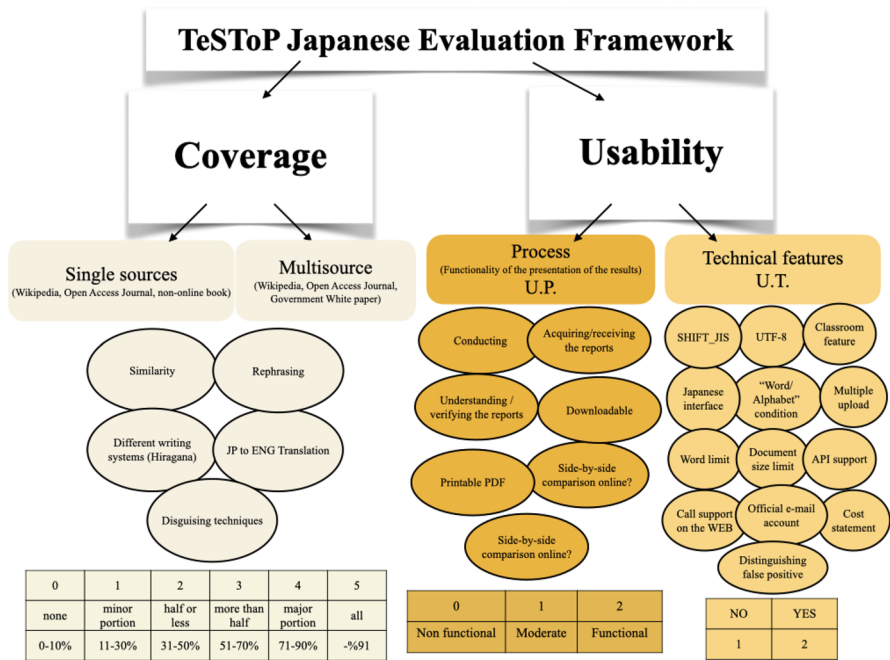 TeSToP Japanese Evaluation Framework
Coverage
Usability
Single sources
(Wikipedia, Open Access Journal, non-online book)
Multisource
(Wikipedia, Open Access Journal,
Government White paper)
Process
(Functionality of the presentation of the results)
U.P.
Technical features
U.T.
Similarity
Rephrasing
Different writing
systems (Hiragana)
JP to ENG Translation
Disguising techniques
Conducting
Acquiring/receiving
the reports
Understanding /
verifying the reports
Downloadable
Printable PDF
Side-by-side
comparison online?
Side-by-side
comparison online?
SHIFT_JIS
UTF-8
Classroom
feature
Japanese
interface
“Word/
Alphabet”
condition
Multiple
upload
Word limit
Document
size limit
API support
Call support
on the WEB
Official e-mail
account
Cost
statement
Distinguishing
false positive
0 1 2 3 4 5
none minor portion half or less more than half major portion all
0-10% 11-30% 31-50% 51-70% 71-90% -%91
0 1 2
Non functional Moderate Functional
NO YES
1 2